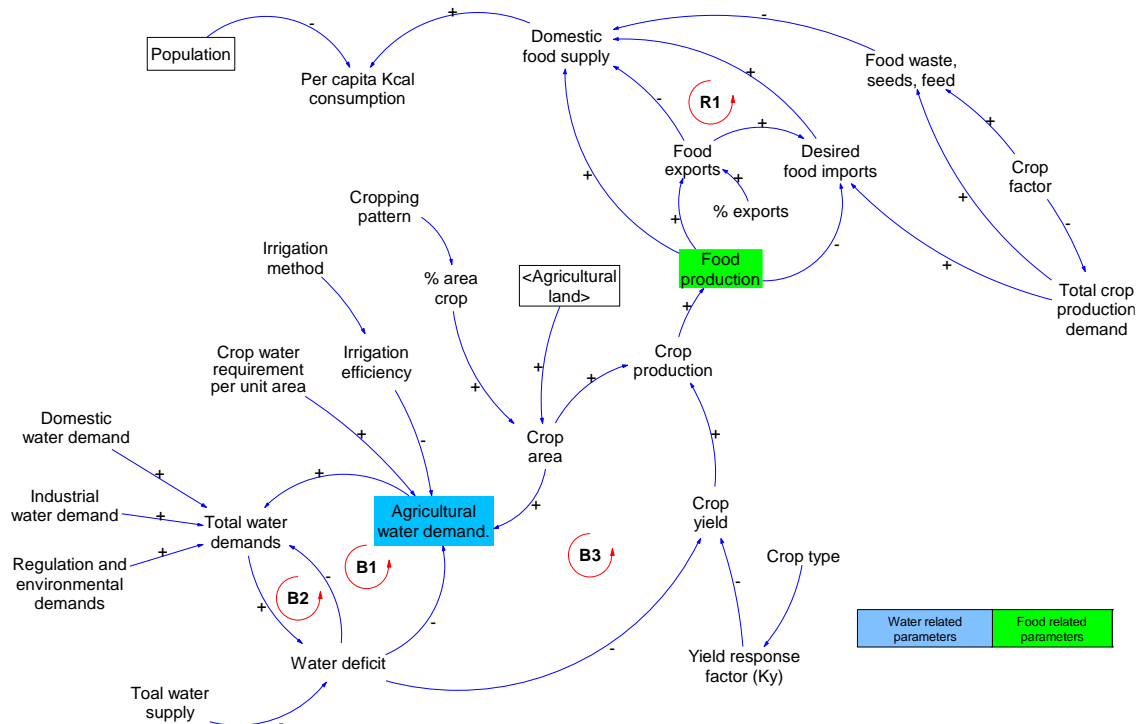 Population
Per capita Kcal
consumption
Domestic
food supply
Food waste,
seeds, feed
R1
Food
exports
Desired
food imports
Crop
factor
% exports
Cropping
pattern
Irrigation
method
% area
crop
<Agricultural
land>
Food
production
Total crop
production
demand
Crop water
requirement
per unit area
Irrigation
efficiency
Crop
production
Domestic
water demand
Crop
area
Industrial
water demand
Total water
demands
Agricultural
water demand.
Crop
yield
Regulation and
environmental
demands
B1
B2
B3
Crop type
Water deficit
Yield response
factor (Ky)
Toal water
supply
Water related
parameters
Food related
parameters
-
+
-
+
-
+
+
+
+
+
-
+
+
-
+
+
+
+
+
+
-
+
+
+
+
+
+
-
-
+
-
-